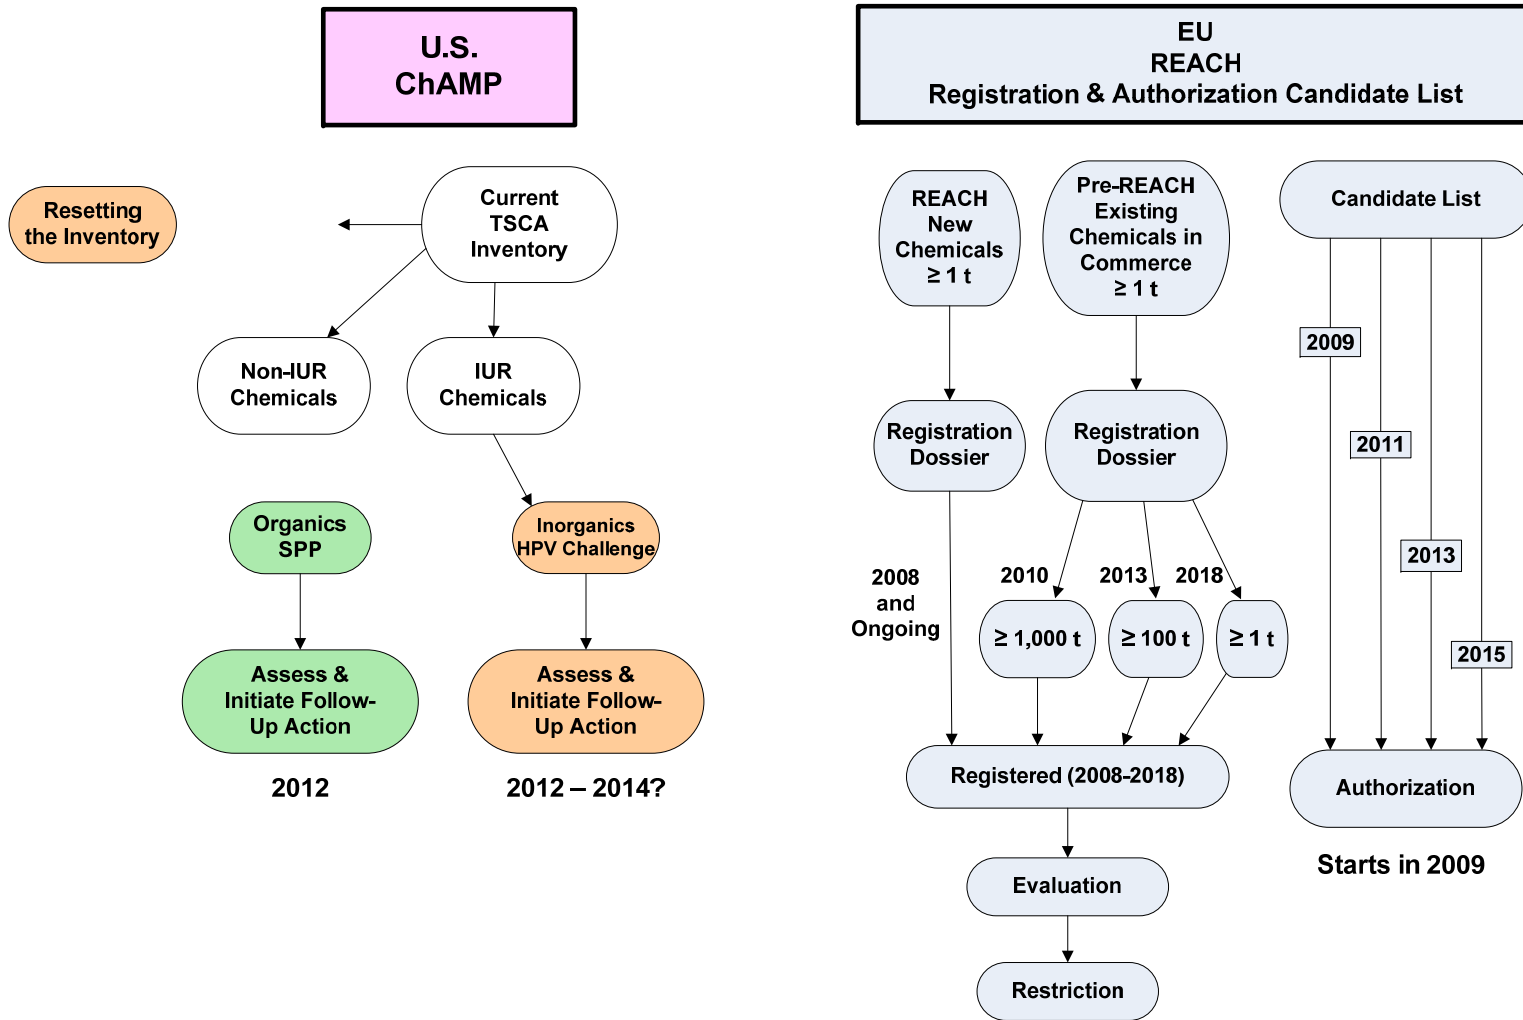 U.S.
ChAMP
EU
REACH
Registration & Authorization Candidate List
Resetting
the Inventory
Current
TSCA
Inventory
Non-IUR
Chemicals
IUR
Chemicals
Organics
SPP
Inorganics
HPV Challenge
Assess &
Initiate Follow-
Up Action
Assess &
Initiate Follow-
Up Action
2012
2012 – 2014?
REACH
New
Chemicals
≥ 1 t
Pre-REACH
Existing
Chemicals in
Commerce
≥ 1 t
Registration
Dossier
Registration
Dossier
2008
and
Ongoing
2010
2013
2018
≥ 1,000 t
≥ 100 t
≥ 1 t
Registered (2008-2018)
Evaluation
Restriction
Candidate List
2009
2011
2013
2015
Authorization
Starts in 2009